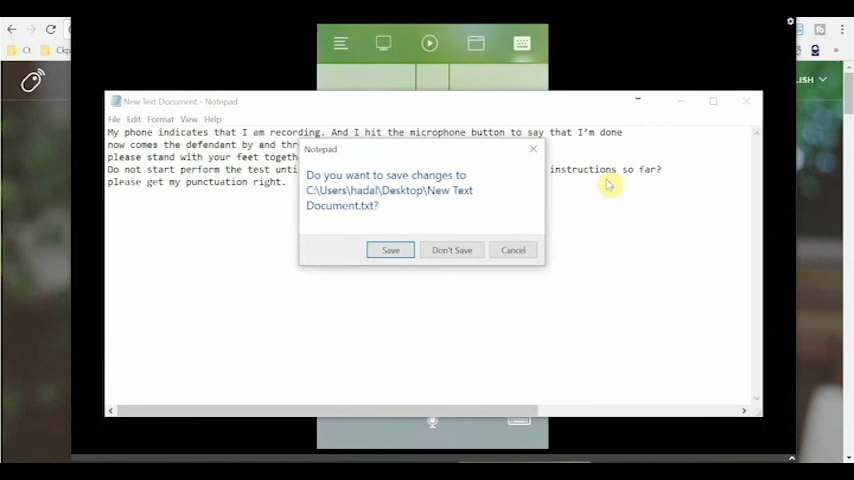 Ct
Ckp
LISH
New Text Document - Notepad
File Edit Format View Help
My phone indicates that I am recording. And I hit the microphone button to say that I'm done
now comes the defendant by and thr
please stand with your feet togeth
Do not start perform the test unti
instructions so far?
please get my punctuation right.
Notepad
Do you want to save changes to
C:\Users\hadal\Desktop\New Text
Document.txt?
Save Don't Save Cancel